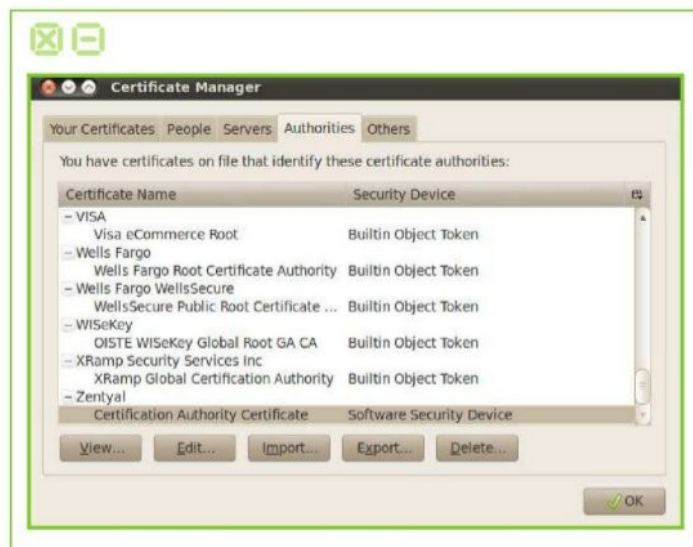 Certificate Manager
Your Certificates People Servers Authorities Others
You have certificates on file that identify these certificate authorities:
Certificate Name Security Device
VISA
Visa eCommerce Root Builtin Object Token
Wells Fargo
Wells Fargo Root Certificate Authority Builtin Object Token
Wells Fargo WellsSecure
WellsSecure Public Root Certificate ... Builtin Object Token
WISeKey
OISTE WISeKey Global Root GA CA Builtin Object Token
XRamp Security Services Inc
XRamp Global Certification Authority Builtin Object Token
Zentyal
Certification Authority Certificate Software Security Device
View... Edit... Import... Export... Delete...
OK